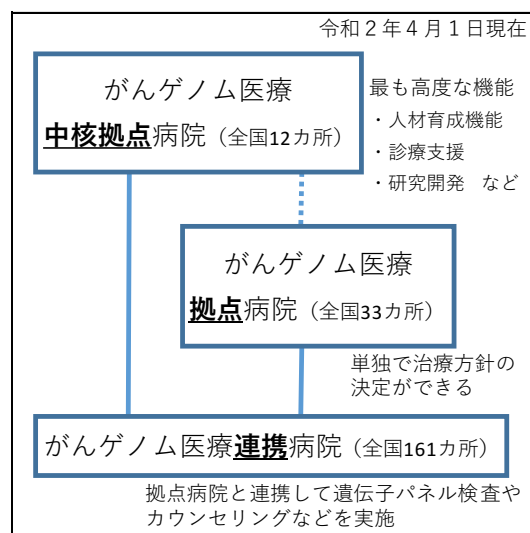 令和２年４月１日現在
がんゲノム医療
中核拠点病院（全国12カ所）
最も高度な機能
・人材育成機能
・診療支援
・研究開発　など
がんゲノム医療
拠点病院（全国33カ所）
単独で治療方針の
決定ができる
がんゲノム医療連携病院（全国161カ所）
拠点病院と連携して遺伝子パネル検査や
カウンセリングなどを実施